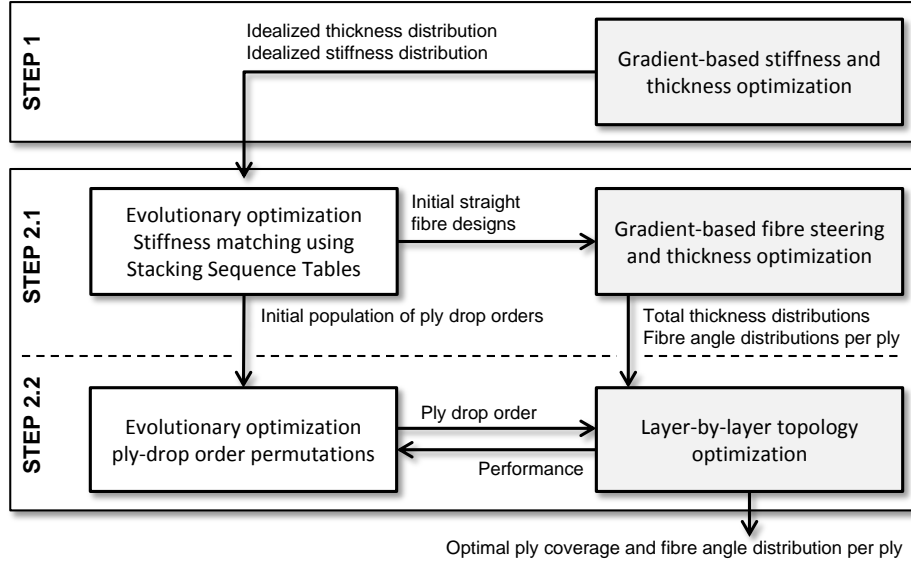 STEP 1
Idealized thickness distribution
Idealized stiffness distribution
Gradient-based stiffness and
thickness optimization
STEP 2.1
Evolutionary optimization
Stiffness matching using
Stacking Sequence Tables
Initial straight
fibre designs
Gradient-based fibre steering
and thickness optimization
Initial population of ply drop orders
Total thickness distributions
Fibre angle distributions per ply
STEP 2.2
Evolutionary optimization
ply-drop order permutations
Ply drop order
Performance
Layer-by-layer topology
optimization
Optimal ply coverage and fibre angle distribution per ply